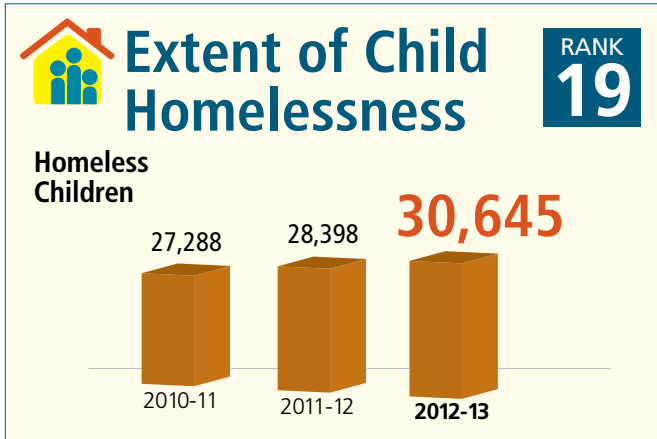 Extent of Child
Homelessness
RANK
19
Homeless
Children
27,288
28,398
30,645
2010-11
2011-12
2012-13